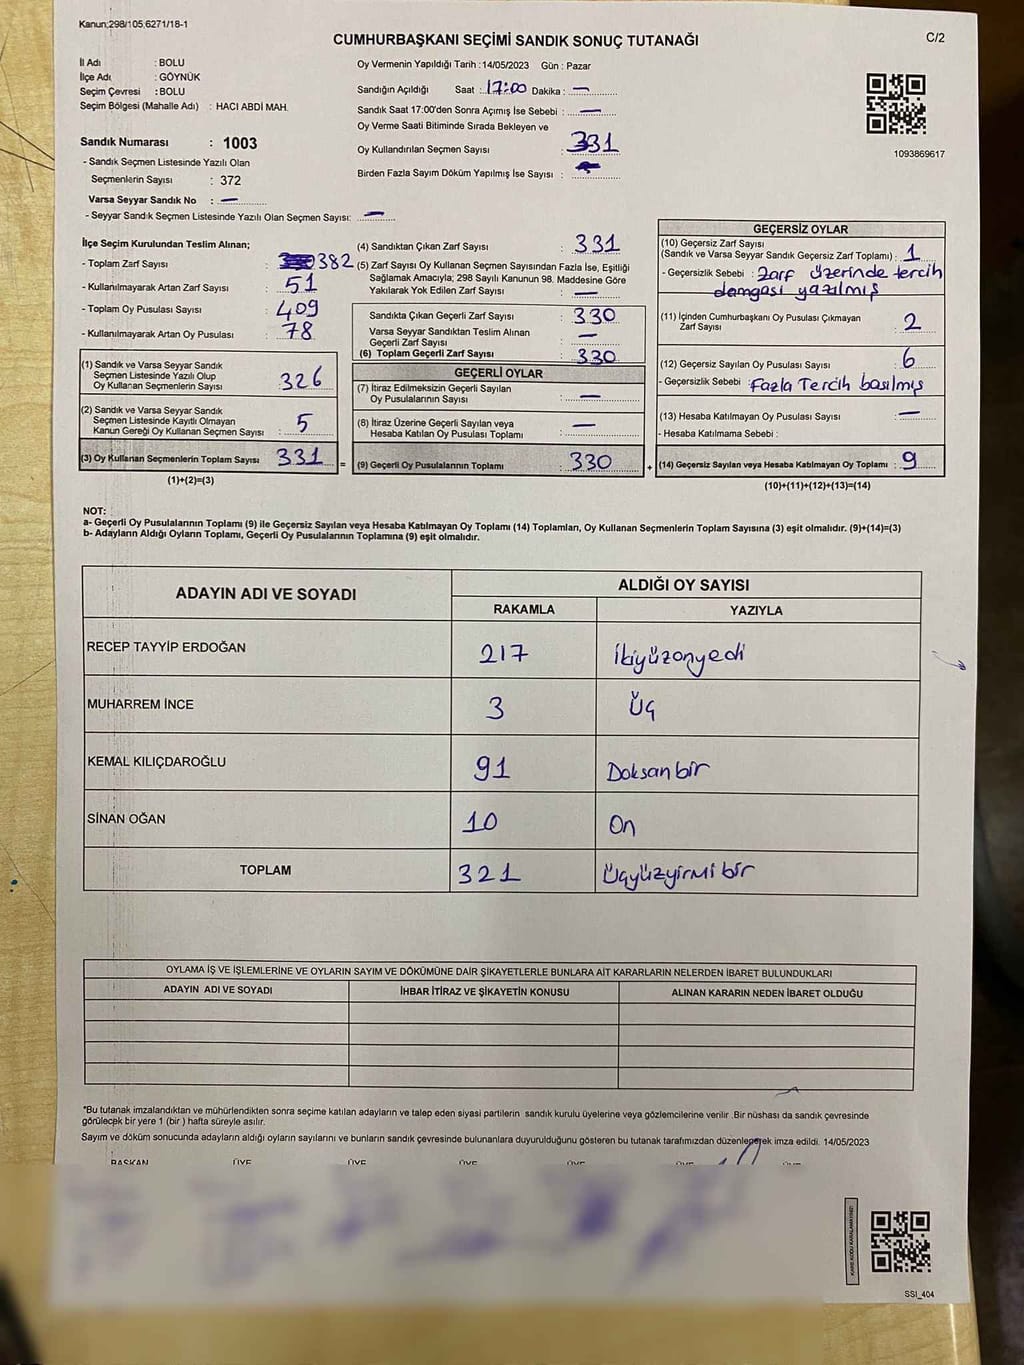 Kanun:298/105,6271/18-1
C/2
CUMHURBAŞKANI SEÇİMİ SANDIK SONUÇ TUTANAĞI
İl Adı : BOLU
İlçe Adı : GÖYNÜK
Seçim Çevresi : BOLU
Seçim Bölgesi (Mahalle Adı) : HACI ABDİ MAH.
Sandık Numarası : 1003
- Sandık Seçmen Listesinde Yazılı Olan
Seçmenlerin Sayısı : 372
Varsa Seyyar Sandık No : —
- Seyyar Sandık Seçmen Listesinde Yazılı Olan Seçmen Sayısı: —
Oy Vermenin Yapıldığı Tarih : 14/05/2023 Gün : Pazar
Sandığın Açıldığı Saat : 17:00 Dakika : —
Sandık Saat 17:00'den Sonra Açımış İse Sebebi : —
Oy Verme Saati Bitiminde Sırada Bekleyen ve
Oy Kullandırılan Seçmen Sayısı : 331
Birden Fazla Sayım Döküm Yapılmış İse Sayısı :
1093869617
İlçe Seçim Kurulundan Teslim Alınan;
- Toplam Zarf Sayısı : 382
- Kullanılmayarak Artan Zarf Sayısı : 51
- Toplam Oy Pusulası Sayısı : 409
- Kullanılmayarak Artan Oy Pusulası : 78
(1) Sandık ve Varsa Seyyar Sandık
Seçmen Listesinde Yazılı Olup
Oy Kullanan Seçmenlerin Sayısı : 326
(2) Sandık ve Varsa Seyyar Sandık
Seçmen Listesinde Kayıtlı Olmayan
Kanun Gereği Oy Kullanan Seçmen Sayısı : 5
(3) Oy Kullanan Seçmenlerin Toplam Sayısı 331 =
(1)+(2)=(3)
(4) Sandıktan Çıkan Zarf Sayısı : 331
(5) Zarf Sayısı Oy Kullanan Seçmen Sayısından Fazla İse, Eşitliği
Sağlamak Amacıyla; 298 Sayılı Kanunun 98. Maddesine Göre
Yakılarak Yok Edilen Zarf Sayısı : —
Sandıkta Çıkan Geçerli Zarf Sayısı : 330
Varsa Seyyar Sandıktan Teslim Alınan
Geçerli Zarf Sayısı : —
(6) Toplam Geçerli Zarf Sayısı : 330
GEÇERLİ OYLAR
(7) İtiraz Edilmeksizin Geçerli Sayılan
Oy Pusulalarının Sayısı : —
(8) İtiraz Üzerine Geçerli Sayılan veya
Hesaba Katılan Oy Pusulası Toplamı : —
(9) Geçerli Oy Pusulalarının Toplamı : 330 +
GEÇERSİZ OYLAR
(10) Geçersiz Zarf Sayısı
(Sandık ve Varsa Seyyar Sandık Geçersiz Zarf Toplamı) : 1
- Geçersizlik Sebebi : Zarf üzerinde tercih
damgası yazılmış
(11) İçinden Cumhurbaşkanı Oy Pusulası Çıkmayan
Zarf Sayısı : 2
(12) Geçersiz Sayılan Oy Pusulası Sayısı : 6
- Geçersizlik Sebebi : Fazla Tercih basılmış
(13) Hesaba Katılmayan Oy Pusulası Sayısı : —
- Hesaba Katılmama Sebebi :
(14) Geçersiz Sayılan veya Hesaba Katılmayan Oy Toplamı : 9
(10)+(11)+(12)+(13)=(14)
NOT:
a- Geçerli Oy Pusulalarının Toplamı (9) ile Geçersiz Sayılan veya Hesaba Katılmayan Oy Toplamı (14) Toplamları, Oy Kullanan Seçmenlerin Toplam Sayısına (3) eşit olmalıdır. (9)+(14)=(3)
b- Adayların Aldığı Oyların Toplamı, Geçerli Oy Pusulalarının Toplamına (9) eşit olmalıdır.
ADAYIN ADI VE SOYADI ALDIĞI OY SAYISI
RAKAMLA YAZIYLA
RECEP TAYYİP ERDOĞAN 217 İkiyüzonyedi
MUHARREM İNCE 3 Üç
KEMAL KILIÇDAROĞLU 91 Doksanbir
SİNAN OĞAN 10 On
TOPLAM 321 Üçyüzyirmi bir
OYLAMA İŞ VE İŞLEMLERİNE VE OYLARIN SAYIM VE DÖKÜMÜNE DAİR ŞİKAYETLERLE BUNLARA AİT KARARLARIN NELERDEN İBARET BULUNDUKLARI
ADAYIN ADI VE SOYADI İHBAR İTİRAZ VE ŞİKAYETİN KONUSU ALINAN KARARIN NEDEN İBARET OLDUĞU
*Bu tutanak imzalandıktan ve mühürlendikten sonra seçime katılan adayların ve talep eden siyasi partilerin sandık kurulu üyelerine veya gözlemcilerine verilir .Bir nüshası da sandık çevresinde
görülecek bir yere 1 (bir ) hafta süreyle asılır.
Sayım ve döküm sonucunda adayların aldığı oyların sayılarını ve bunların sandık çevresinde bulunanlara duyurulduğunu gösteren bu tutanak tarafımızdan düzenlenerek imza edildi. 14/05/2023
BAŞKAN ÜYE ÜYE ÜYE ÜYE ÜYE ÜYE
KARE KODU KARALAMAYINIZ!
SSI_404